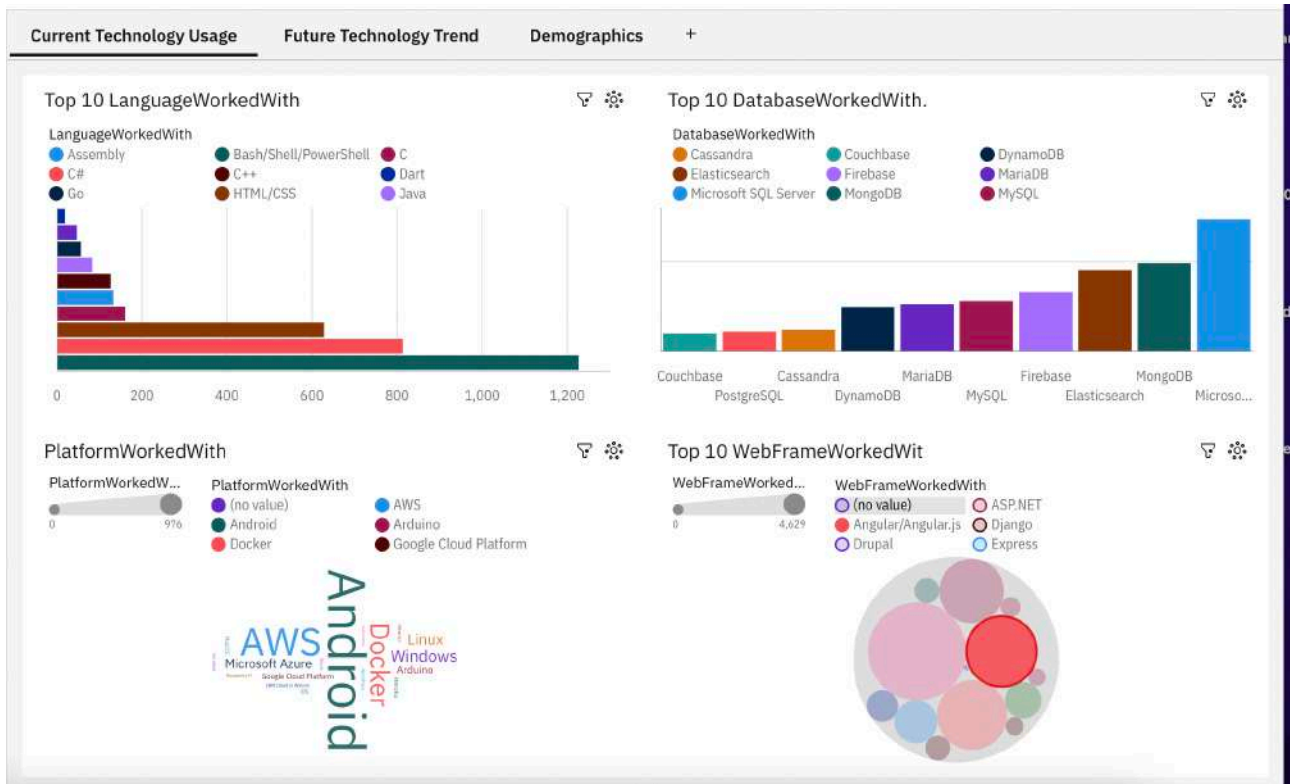 Current Technology Usage Future Technology Trend Demographics +
Top 10 LanguageWorkedWith
LanguageWorkedWith
Assembly Bash/Shell/PowerShell C
C# C++ Dart
Go HTML/CSS Java
0 200 400 600 800 1,000 1,200
Top 10 DatabaseWorkedWith.
DatabaseWorkedWith
Cassandra Couchbase DynamoDB
Elasticsearch Firebase MariaDB
Microsoft SQL Server MongoDB MySQL
Couchbase Cassandra MariaDB Firebase MongoDB
PostgreSQL DynamoDB MySQL Elasticsearch Microso...
PlatformWorkedWith
PlatformWorkedW...
0 976
PlatformWorkedWith
(no value) AWS
Android Arduino
Docker Google Cloud Platform
Android
AWS
Docker
Linux
Windows
Arduino
Microsoft Azure
Google Cloud Platform
Top 10 WebFrameWorkedWit
WebFrameWorked...
0 4,629
WebFrameWorkedWith
(no value) ASP.NET
Angular/Angular.js Django
Drupal Express